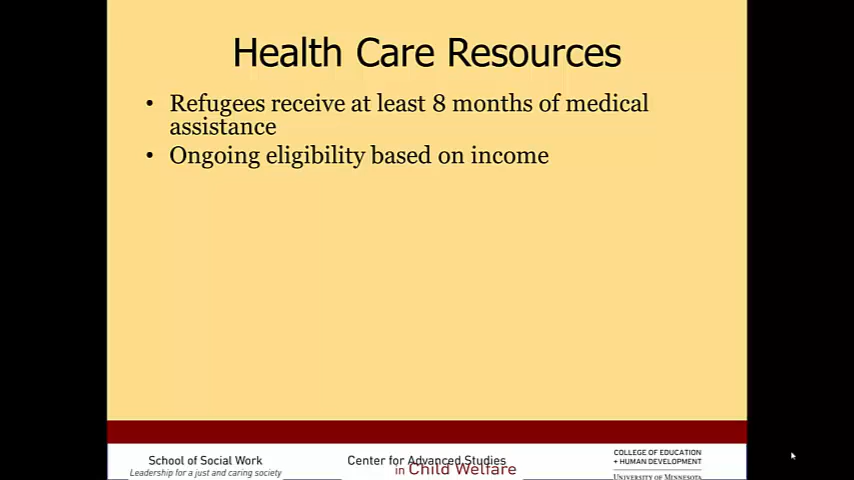 Health Care Resources
• Refugees receive at least 8 months of medical
assistance
• Ongoing eligibility based on income
School of Social Work
Leadership for a just and caring society
Center for Advanced Studies
in Child Welfare
COLLEGE OF EDUCATION
+ HUMAN DEVELOPMENT
UNIVERSITY OF MINNESOTA